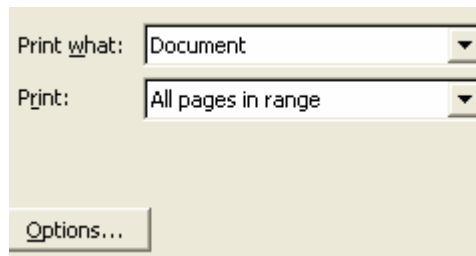 Print what: Document
Print: All pages in range
Options...